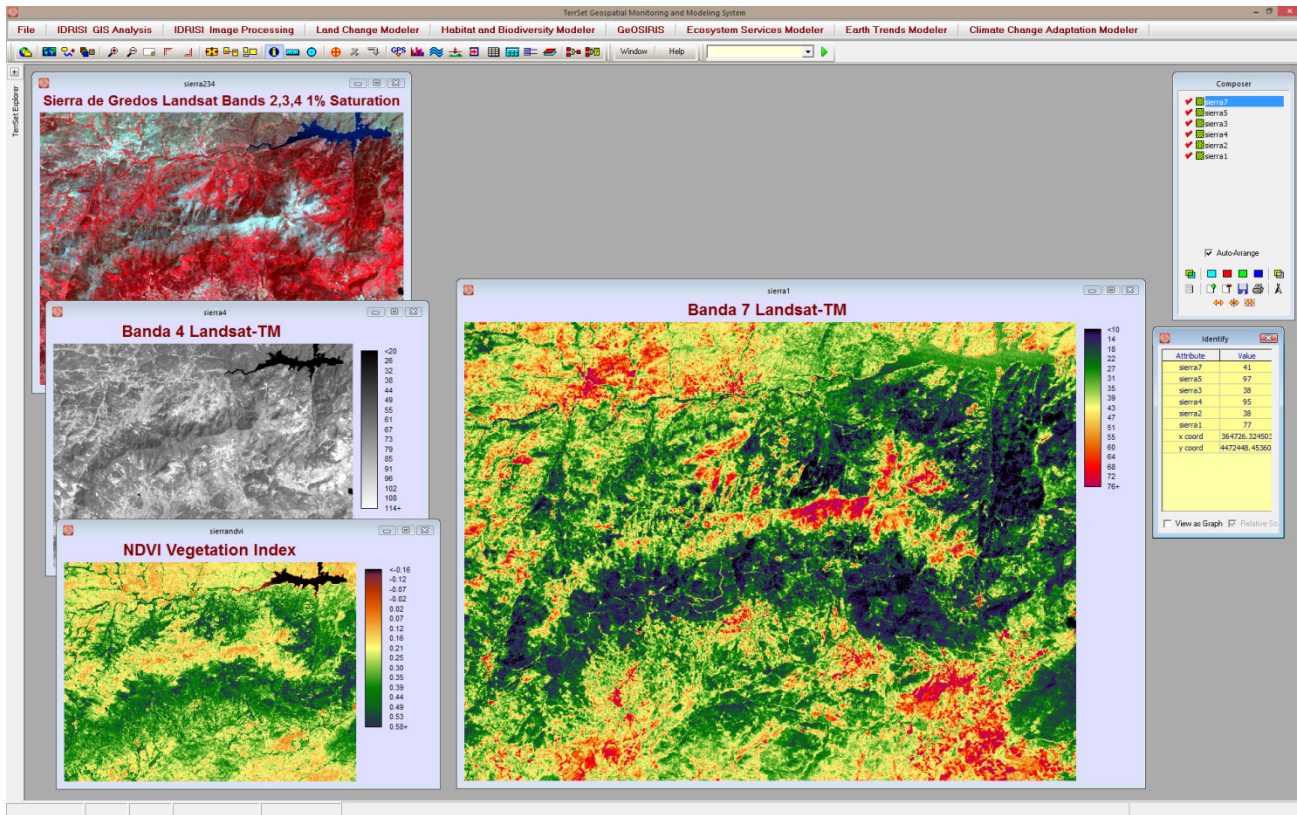 TerrSet Geospatial Monitoring and Modeling System
File IDRISI GIS Analysis IDRISI Image Processing Land Change Modeler Habitat and Biodiversity Modeler GeOSIRIS Ecosystem Services Modeler Earth Trends Modeler Climate Change Adaptation Modeler
GPS Window Help
TerrSet Explorer
sierra234
Sierra de Gredos Landsat Bands 2,3,4 1% Saturation
sierra4
Banda 4 Landsat-TM
<20
26
32
38
44
49
55
61
67
73
79
85
91
96
102
108
114+
sierrandvi
NDVI Vegetation Index
<-0.16
-0.12
-0.07
-0.02
0.02
0.07
0.12
0.16
0.21
0.25
0.30
0.35
0.39
0.44
0.49
0.53
0.58+
sierra1
Banda 7 Landsat-TM
<10
14
18
22
27
31
35
39
43
47
51
55
60
64
68
72
76+
Composer
sierra7
sierra5
sierra3
sierra4
sierra2
sierra1
Auto-Arrange
Identify
Attribute Value
sierra7 41
sierra5 97
sierra3 38
sierra4 95
sierra2 38
sierra1 77
x coord 364726.324503
y coord 4472448.45360
View as Graph Relative Sc